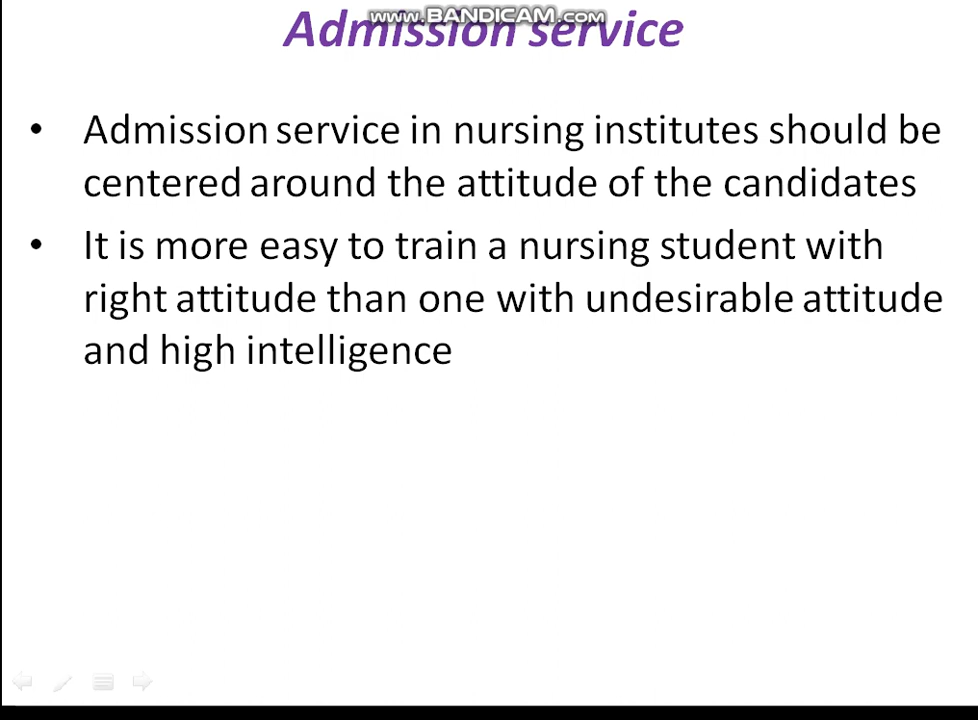 www.BANDICAM.com
Admission service
• Admission service in nursing institutes should be
centered around the attitude of the candidates
• It is more easy to train a nursing student with
right attitude than one with undesirable attitude
and high intelligence